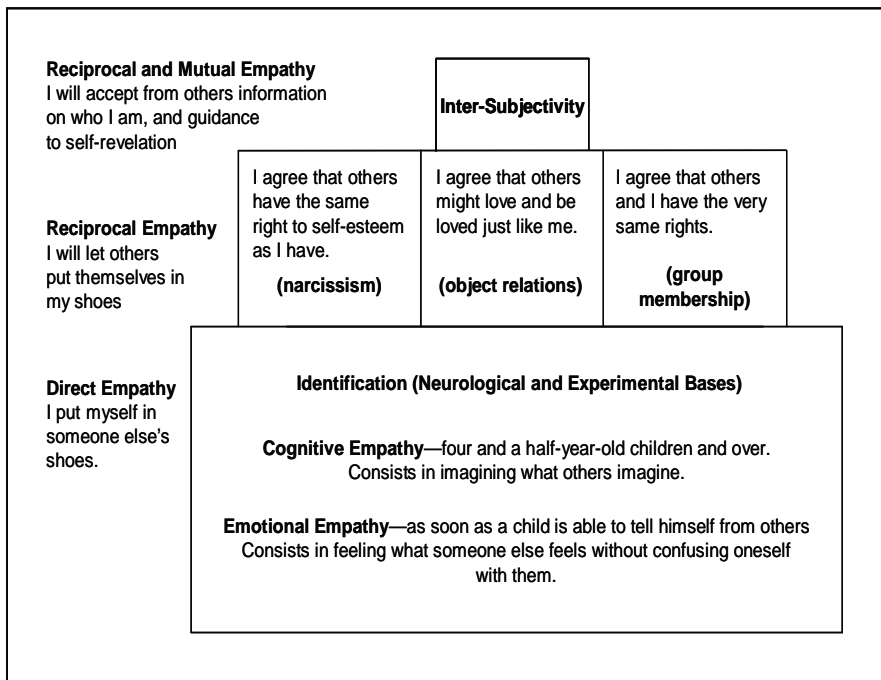 Reciprocal and Mutual Empathy
I will accept from others information
on who I am, and guidance
to self-revelation
Inter-Subjectivity
Reciprocal Empathy
I will let others
put themselves in
my shoes
I agree that others
have the same
right to self-esteem
as I have.
(narcissism)
I agree that others
might love and be
loved just like me.
(object relations)
I agree that others
and I have the very
same rights.
(group
membership)
Direct Empathy
I put myself in
someone else's
shoes.
Identification (Neurological and Experimental Bases)
Cognitive Empathy—four and a half-year-old children and over.
Consists in imagining what others imagine.
Emotional Empathy—as soon as a child is able to tell himself from others
Consists in feeling what someone else feels without confusing oneself
with them.